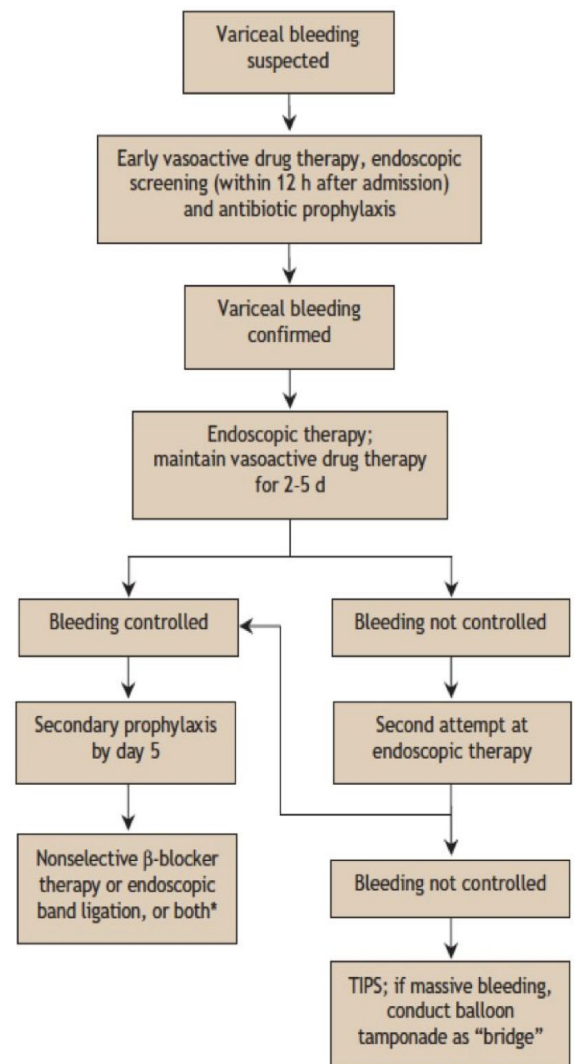 Variceal bleeding
suspected
Early vasoactive drug therapy, endoscopic
screening (within 12 h after admission)
and antibiotic prophylaxis
Variceal bleeding
confirmed
Endoscopic therapy;
maintain vasoactive drug therapy
for 2-5 d
Bleeding controlled
Bleeding not controlled
Secondary prophylaxis
by day 5
Second attempt at
endoscopic therapy
Nonselective β-blocker
therapy or endoscopic
band ligation, or both*
Bleeding not controlled
TIPS; if massive bleeding,
conduct balloon
tamponade as “bridge”